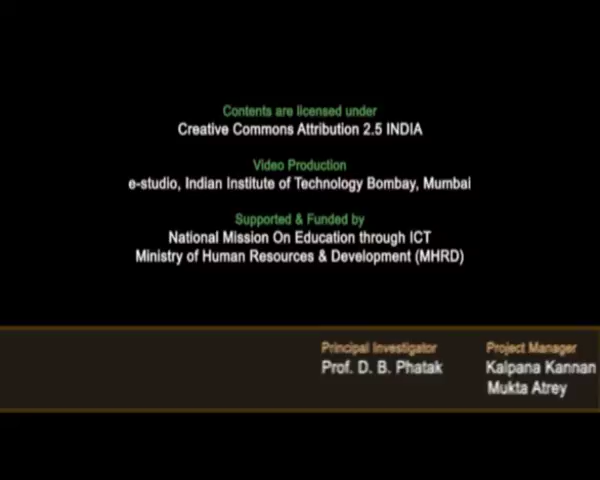 Contents are licensed under
Creative Commons Attribution 2.5 INDIA
Video Production
e-studio, Indian Institute of Technology Bombay, Mumbai
Supported & Funded by
National Mission On Education through ICT
Ministry of Human Resources & Development (MHRD)
Principal Investigator
Prof. D. B. Phatak
Project Manager
Kalpana Kannan
Mukta Atrey